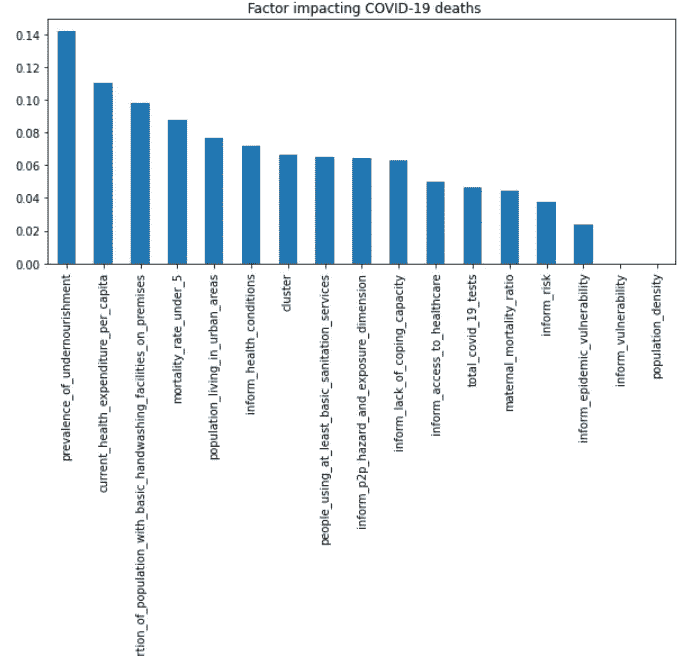 Factor impacting COVID-19 deaths
0.14
0.12
0.10
0.08
0.06
0.04
0.02
0.00
prevalence_of_undernourishment
current_health_expenditure_per_capita
rtion_of_population_with_basic_handwashing_facilities_on_premises
mortality_rate_under_5
population_living_in_urban_areas
inform_health_conditions
cluster
people_using_at_least_basic_sanitation_services
inform_p2p_hazard_and_exposure_dimension
inform_lack_of_coping_capacity
inform_access_to_healthcare
total_covid_19_tests
maternal_mortality_ratio
inform_risk
inform_epidemic_vulnerability
inform_vulnerability
population_density